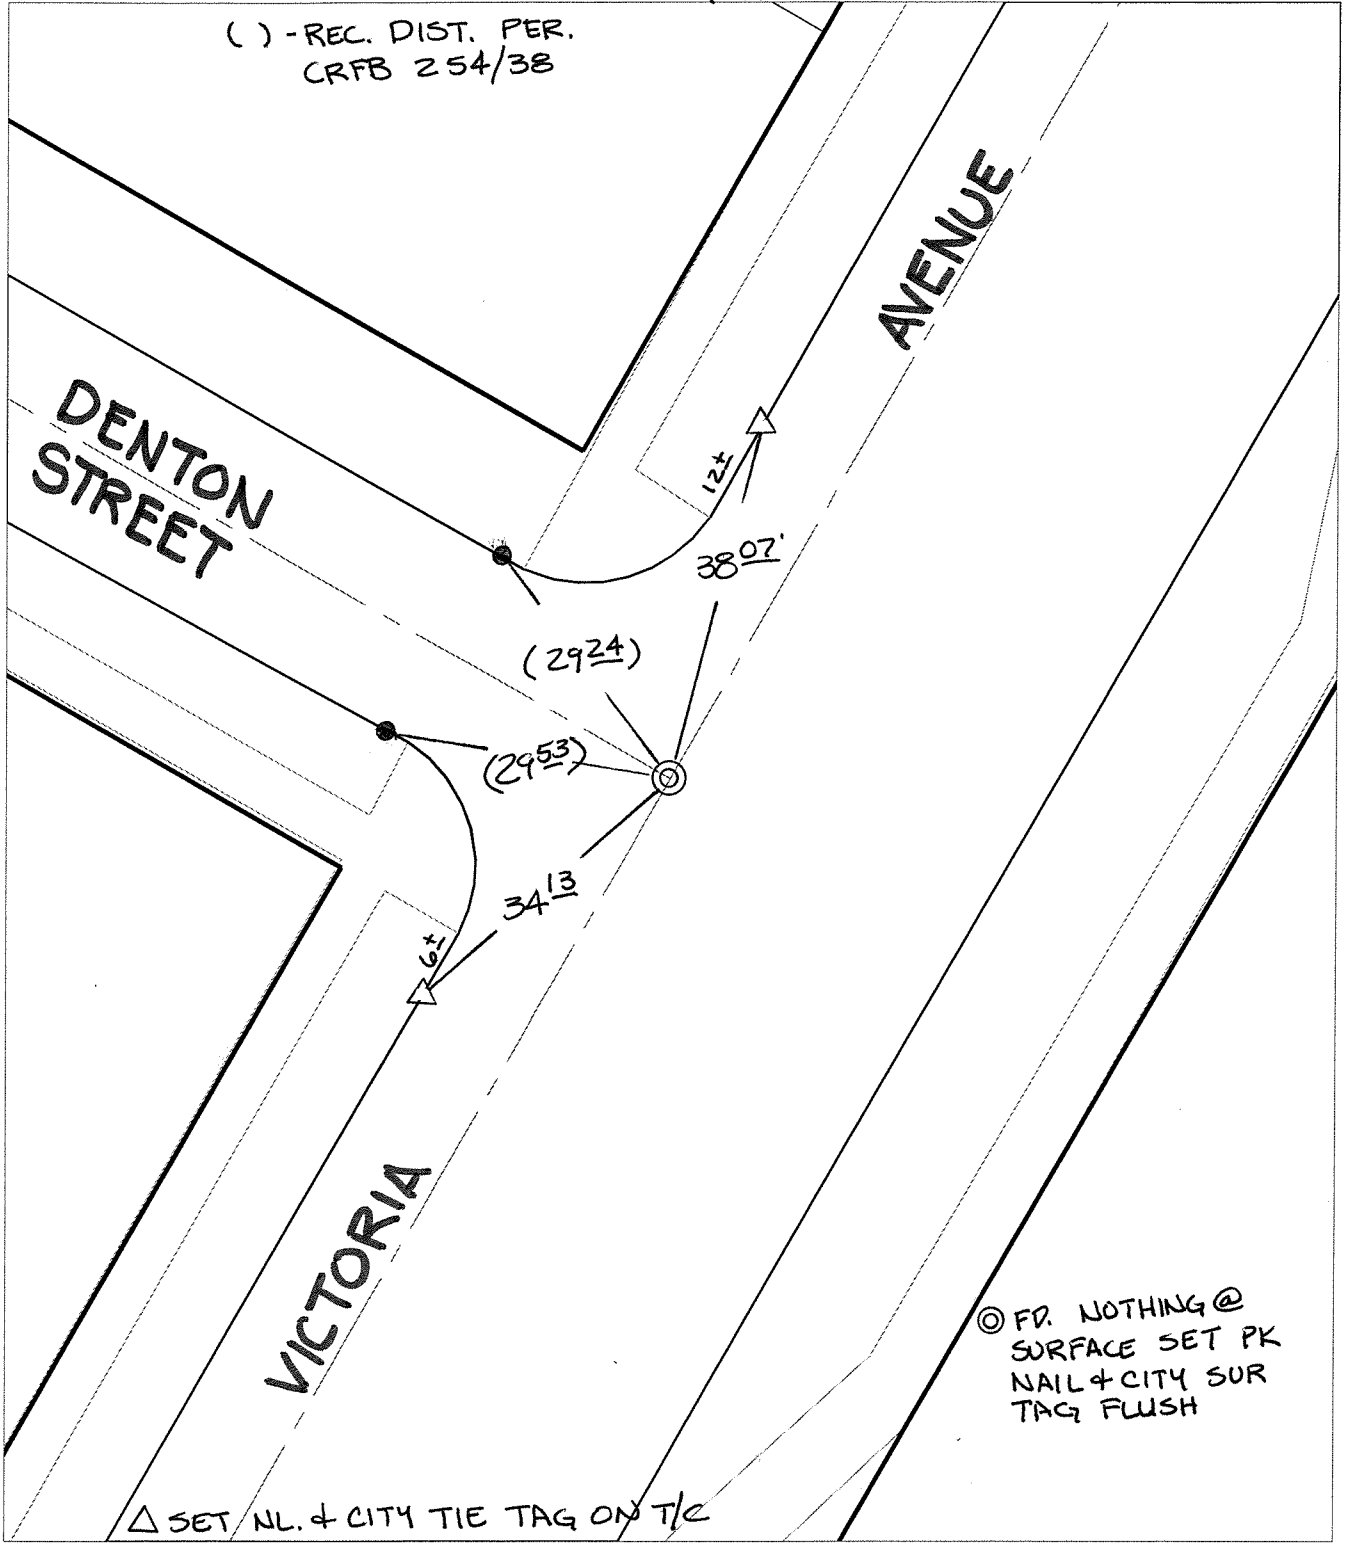 ( ) - REC. DIST. PER.
CRFB 254/38
AVENUE
DENTON
STREET
12±
38 07'
(29 24)
(29 53)
34 13
6±
VICTORIA
◎ FD. NOTHING @
SURFACE SET PK
NAIL & CITY SUR
TAG FLUSH
△ SET NL. & CITY TIE TAG ON T/C